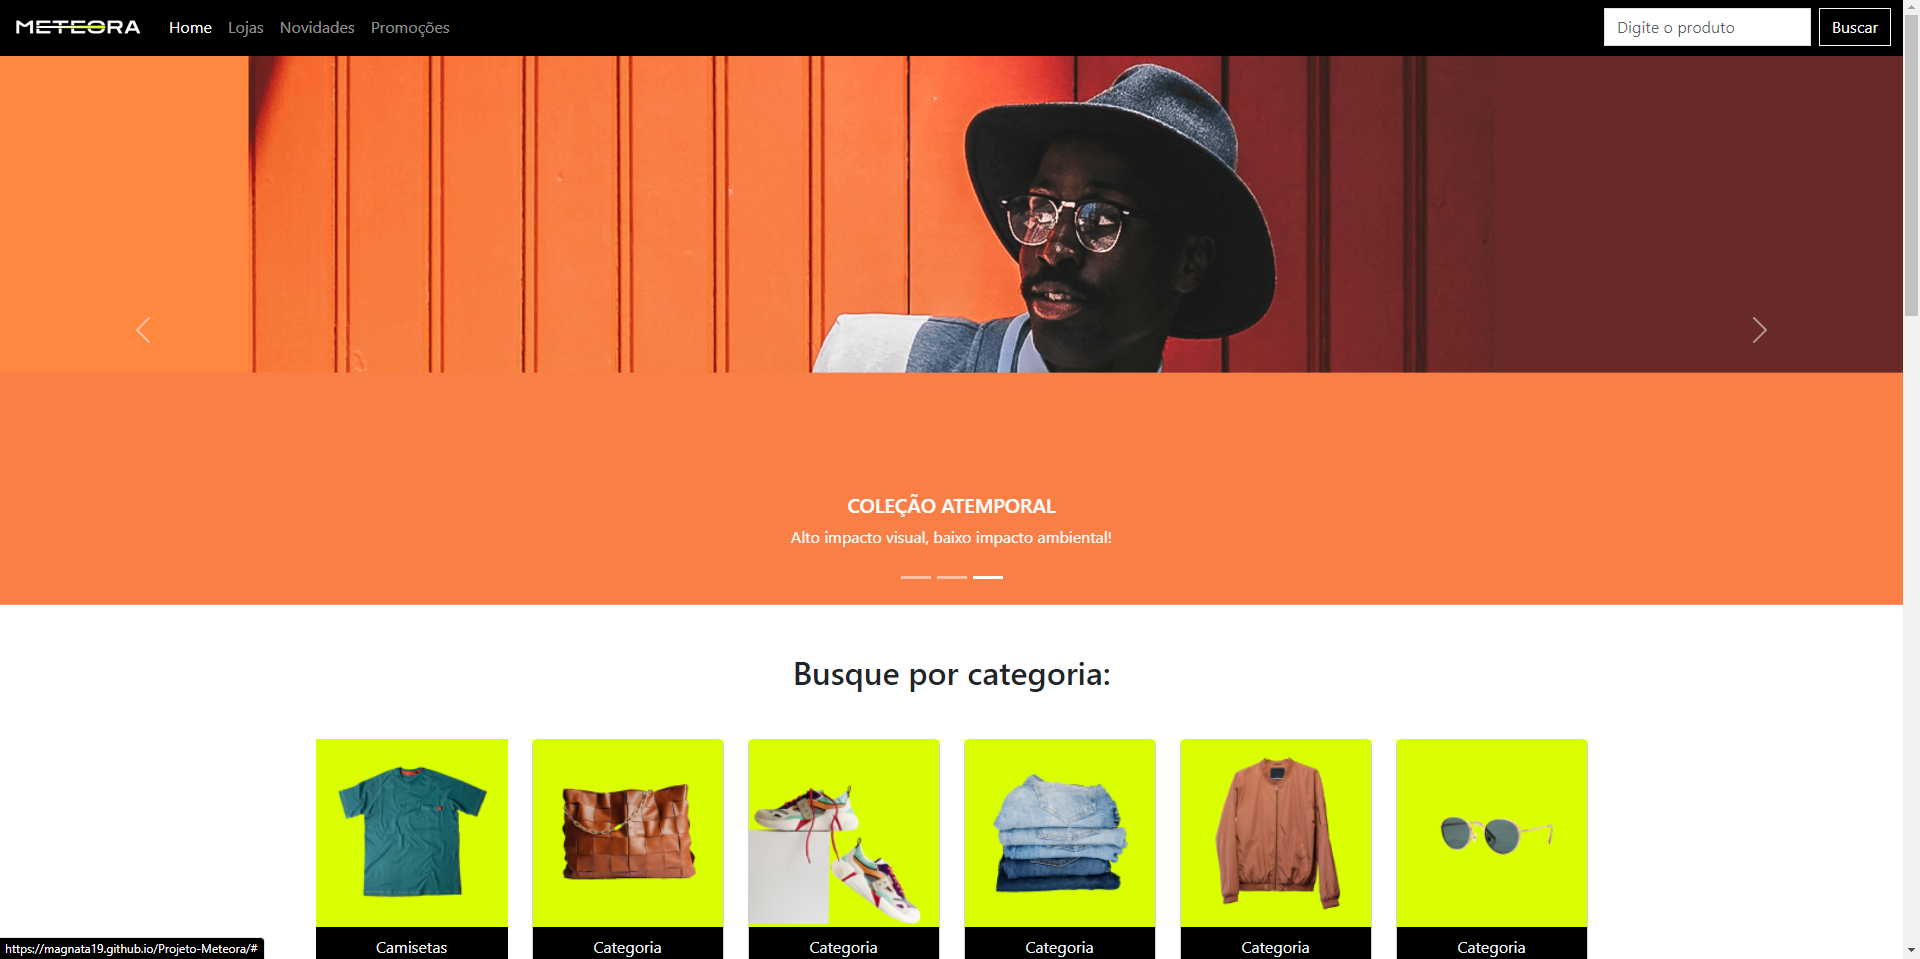 METEORA
Home Lojas Novidades Promoções
Digite o produto
Buscar
COLEÇÃO ATEMPORAL
Alto impacto visual, baixo impacto ambiental!
Busque por categoria:
Camisetas
Categoria
Categoria
Categoria
Categoria
Categoria
https://magnata19.github.io/Projeto-Meteora/#